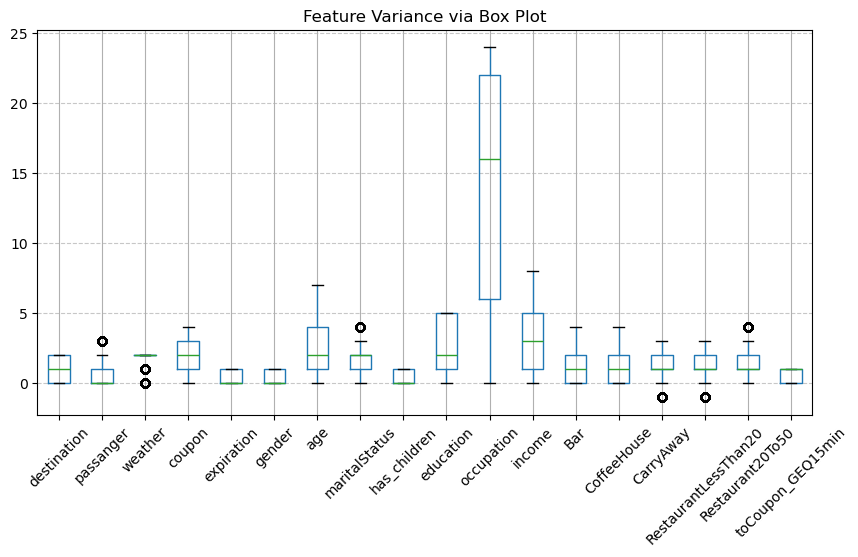 Feature Variance via Box Plot
25
20
15
10
5
0
destination
passanger
weather
coupon
expiration
gender
age
maritalStatus
has_children
education
occupation
income
Bar
CoffeeHouse
CarryAway
RestaurantLessThan20
Restaurant20To50
toCoupon_GEQ15min